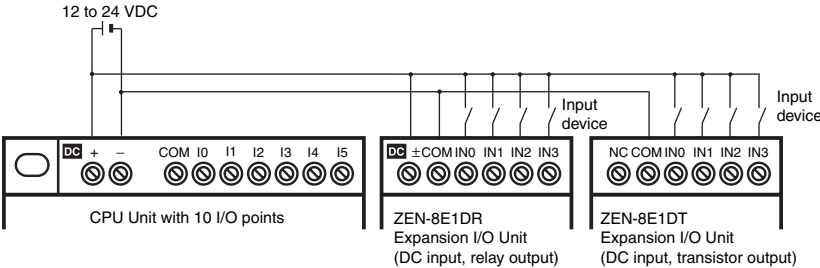 12 to 24 VDC
Input
device
Input
device
DC + − COM I0 I1 I2 I3 I4 I5
DC ±COM IN0 IN1 IN2 IN3
NC COM IN0 IN1 IN2 IN3
CPU Unit with 10 I/O points
ZEN-8E1DR
Expansion I/O Unit
(DC input, relay output)
ZEN-8E1DT
Expansion I/O Unit
(DC input, transistor output)